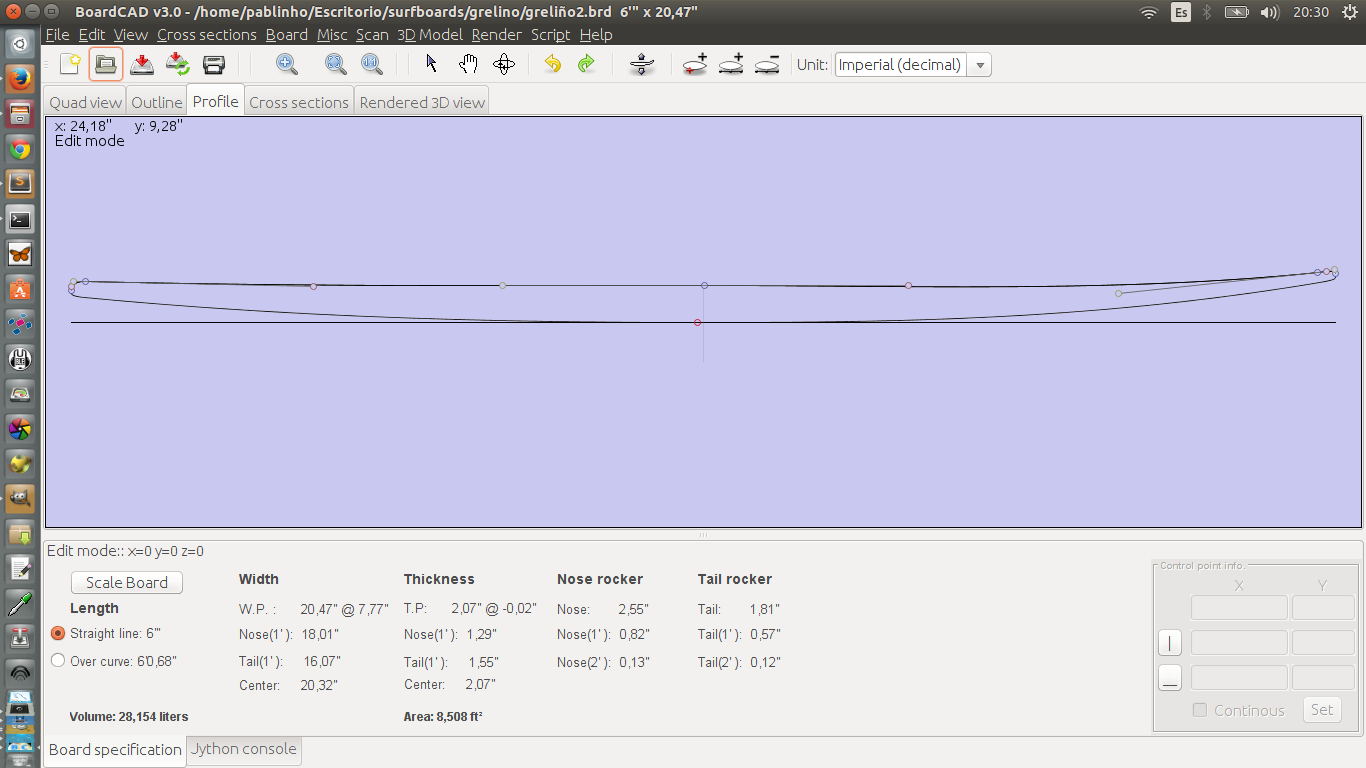 BoardCAD v3.0 - /home/pablinho/Escritorio/surfboards/grelino/greliño2.brd 6'" x 20,47"
Es
20:30
File Edit View Cross sections Board Misc Scan 3D Model Render Script Help
Unit: Imperial (decimal)
Quad view Outline Profile Cross sections Rendered 3D view
x: 24,18" y: 9,28"
Edit mode
Edit mode:: x=0 y=0 z=0
Control point info.
Scale Board Width Thickness Nose rocker Tail rocker
X Y
Length W.P. : 20,47" @ 7,77" T.P: 2,07" @ -0,02" Nose: 2,55" Tail: 1,81"
Straight line: 6'" Nose(1'): 18,01" Nose(1'): 1,29" Nose(1'): 0,82" Tail(1'): 0,57"
Over curve: 6'0,68" Tail(1'): 16,07" Tail(1'): 1,55" Nose(2'): 0,13" Tail(2'): 0,12"
Center: 20,32" Center: 2,07"
Continous Set
Volume: 28,154 liters Area: 8,508 ft²
Board specification Jython console